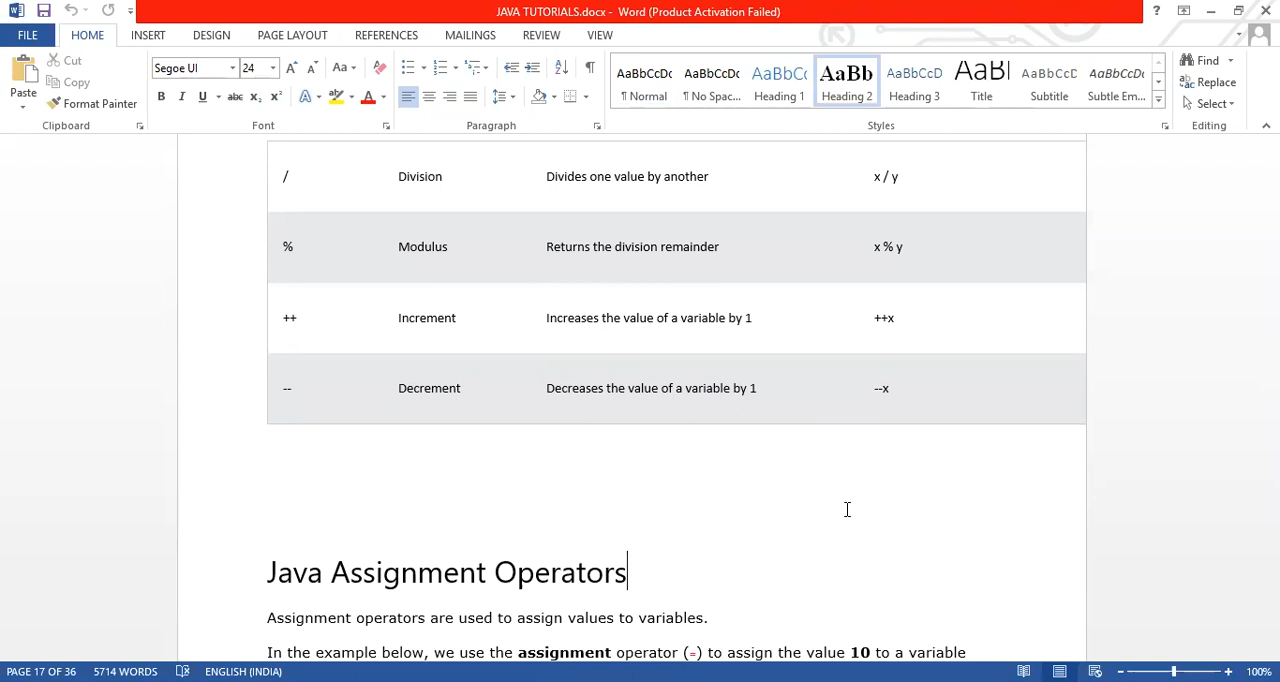 JAVA TUTORIALS.docx - Word (Product Activation Failed)
FILE HOME INSERT DESIGN PAGE LAYOUT REFERENCES MAILINGS REVIEW VIEW
Cut
Copy
Format Painter
Paste
Clipboard
Segoe UI 24
Font
Paragraph
AaBbCcDc AaBbCcDc AaBbCc AaBb AaBbCcD AaBl AaBbCcD AaBbCcDc
¶ Normal ¶ No Spac... Heading 1 Heading 2 Heading 3 Title Subtitle Subtle Em...
Styles
Find
Replace
Select
Editing
/ Division Divides one value by another x / y
% Modulus Returns the division remainder x % y
++ Increment Increases the value of a variable by 1 ++x
-- Decrement Decreases the value of a variable by 1 --x
Java Assignment Operators
Assignment operators are used to assign values to variables.
In the example below, we use the assignment operator (=) to assign the value 10 to a variable
PAGE 17 OF 36 5714 WORDS ENGLISH (INDIA) 100%